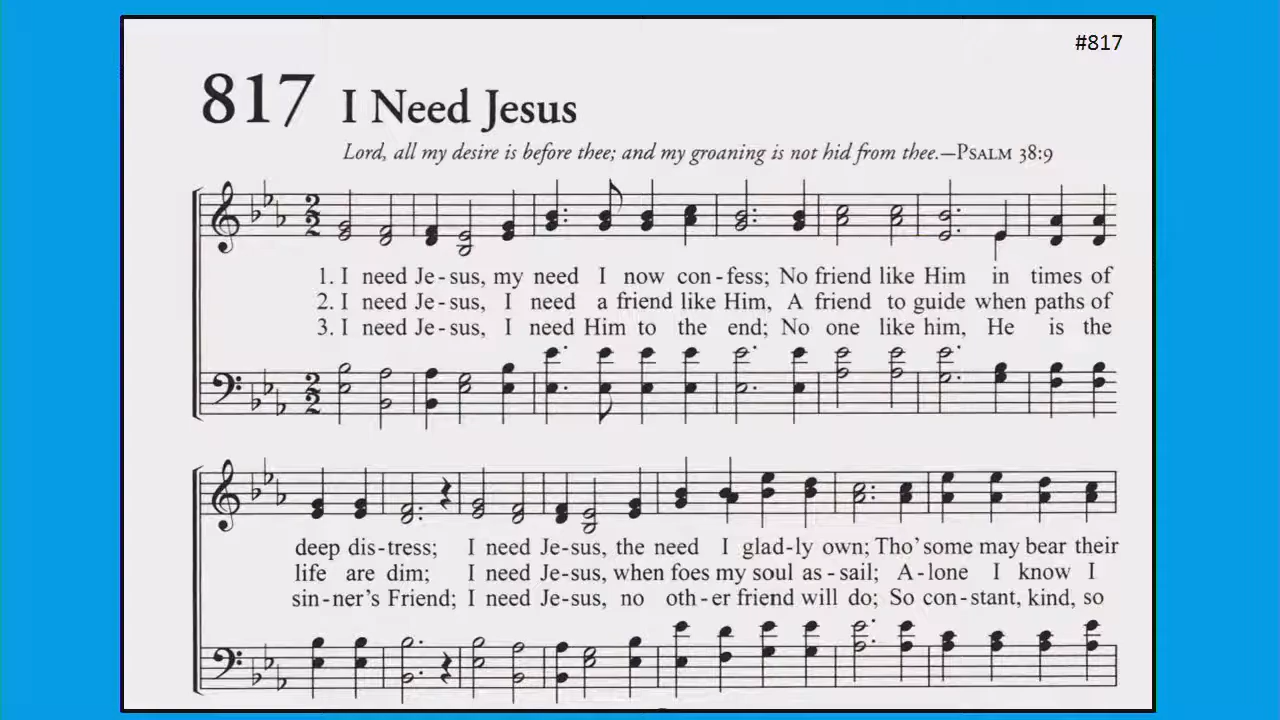 #817
817 I Need Jesus
Lord, all my desire is before thee; and my groaning is not hid from thee.—Psalm 38:9
1. I need Je-sus, my need I now con-fess; No friend like Him in times of
2. I need Je-sus, I need a friend like Him, A friend to guide when paths of
3. I need Je-sus, I need Him to the end; No one like him, He is the
deep dis-tress; I need Je-sus, the need I glad-ly own; Tho' some may bear their
life are dim; I need Je-sus, when foes my soul as-sail; A-lone I know I
sin-ner's Friend; I need Je-sus, no oth-er friend will do; So con-stant, kind, so